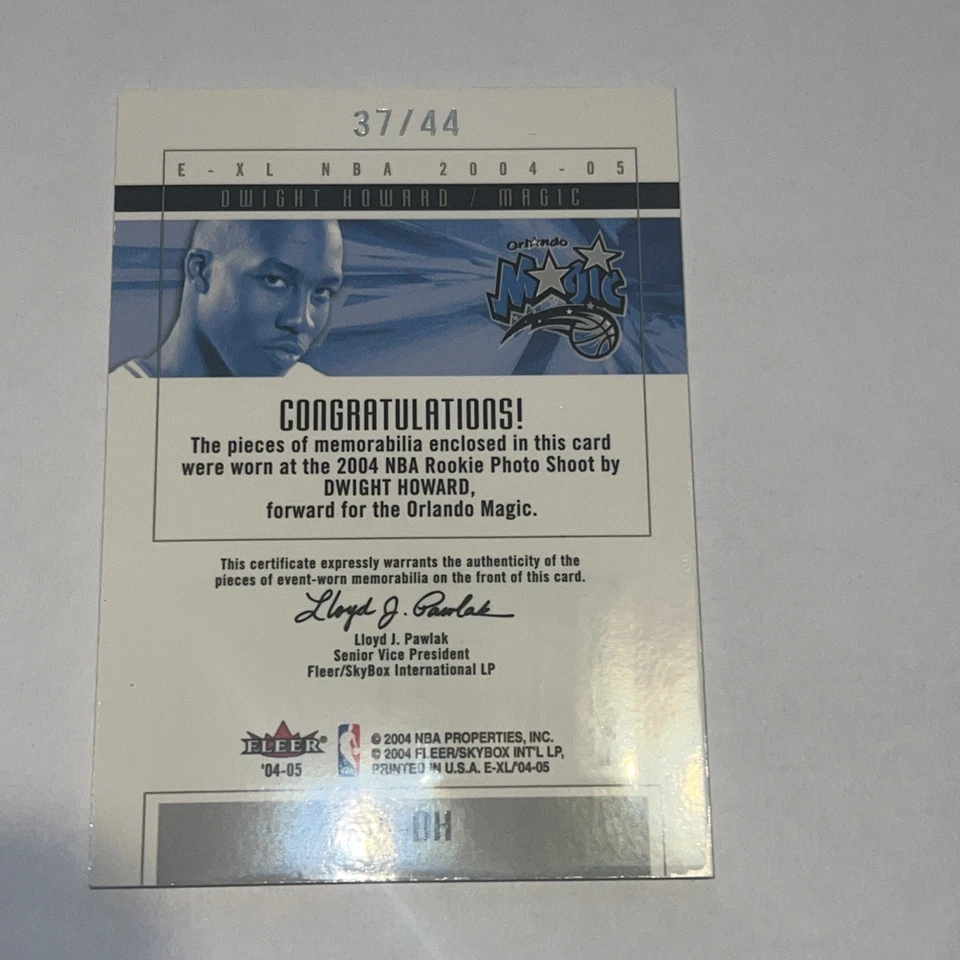 37/44
E-XL NBA 2004-05
DWIGHT HOWARD / MAGIC
Orlando
Magic
CONGRATULATIONS!
The pieces of memorabilia enclosed in this card
were worn at the 2004 NBA Rookie Photo Shoot by
DWIGHT HOWARD,
forward for the Orlando Magic.
This certificate expressly warrants the authenticity of the
pieces of event-worn memorabilia on the front of this card.
Lloyd J. Pawlak
Lloyd J. Pawlak
Senior Vice President
Fleer/SkyBox International LP
FLEER®
'04-05
© 2004 NBA PROPERTIES, INC.
© 2004 FLEER/SKYBOX INT'L LP,
PRINTED IN U.S.A. E-XL/'04-05
DH